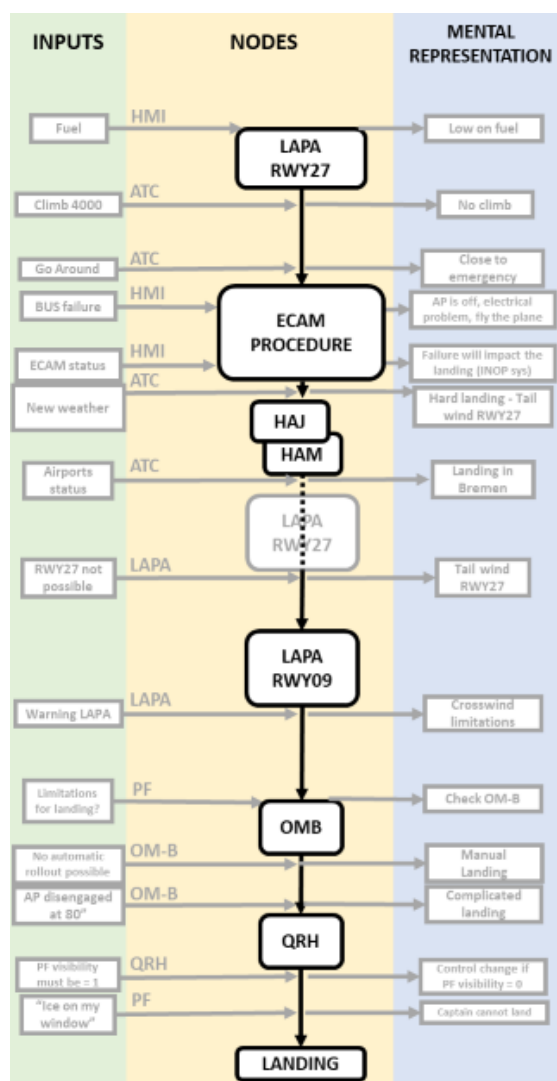 INPUTS
NODES
MENTAL
REPRESENTATION
Fuel
HMI
Low on fuel
LAPA
RWY27
Climb 4000
ATC
No climb
Go Around
ATC
Close to
emergency
BUS failure
HMI
AP is off, electrical
problem, fly the plane
ECAM
PROCEDURE
ECAM status
HMI
Failure will impact the
landing (INOP sys)
New weather
ATC
Hard landing - Tail
wind RWY27
HAJ
HAM
Airports
status
ATC
Landing in
Bremen
LAPA
RWY27
RWY27 not
possible
LAPA
Tail wind
RWY27
LAPA
RWY09
Warning LAPA
LAPA
Crosswind
limitations
Limitations
for landing?
PF
Check OM-B
OMB
No automatic
rollout possible
OM-B
Manual
Landing
AP disengaged
at 80"
OM-B
Complicated
landing
QRH
PF visibility
must be = 1
QRH
Control change if
PF visibility = 0
"Ice on my
window"
PF
Captain cannot land
LANDING